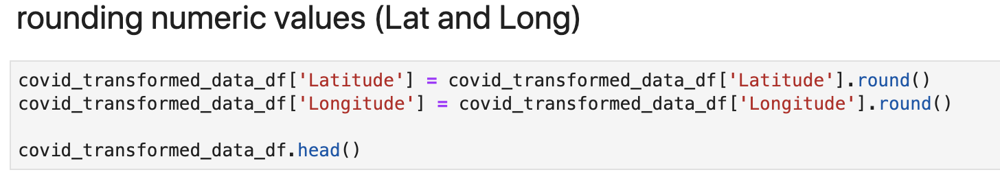 rounding numeric values (Lat and Long)
covid_transformed_data_df['Latitude'] = covid_transformed_data_df['Latitude'].round()
covid_transformed_data_df['Longitude'] = covid_transformed_data_df['Longitude'].round()
covid_transformed_data_df.head()